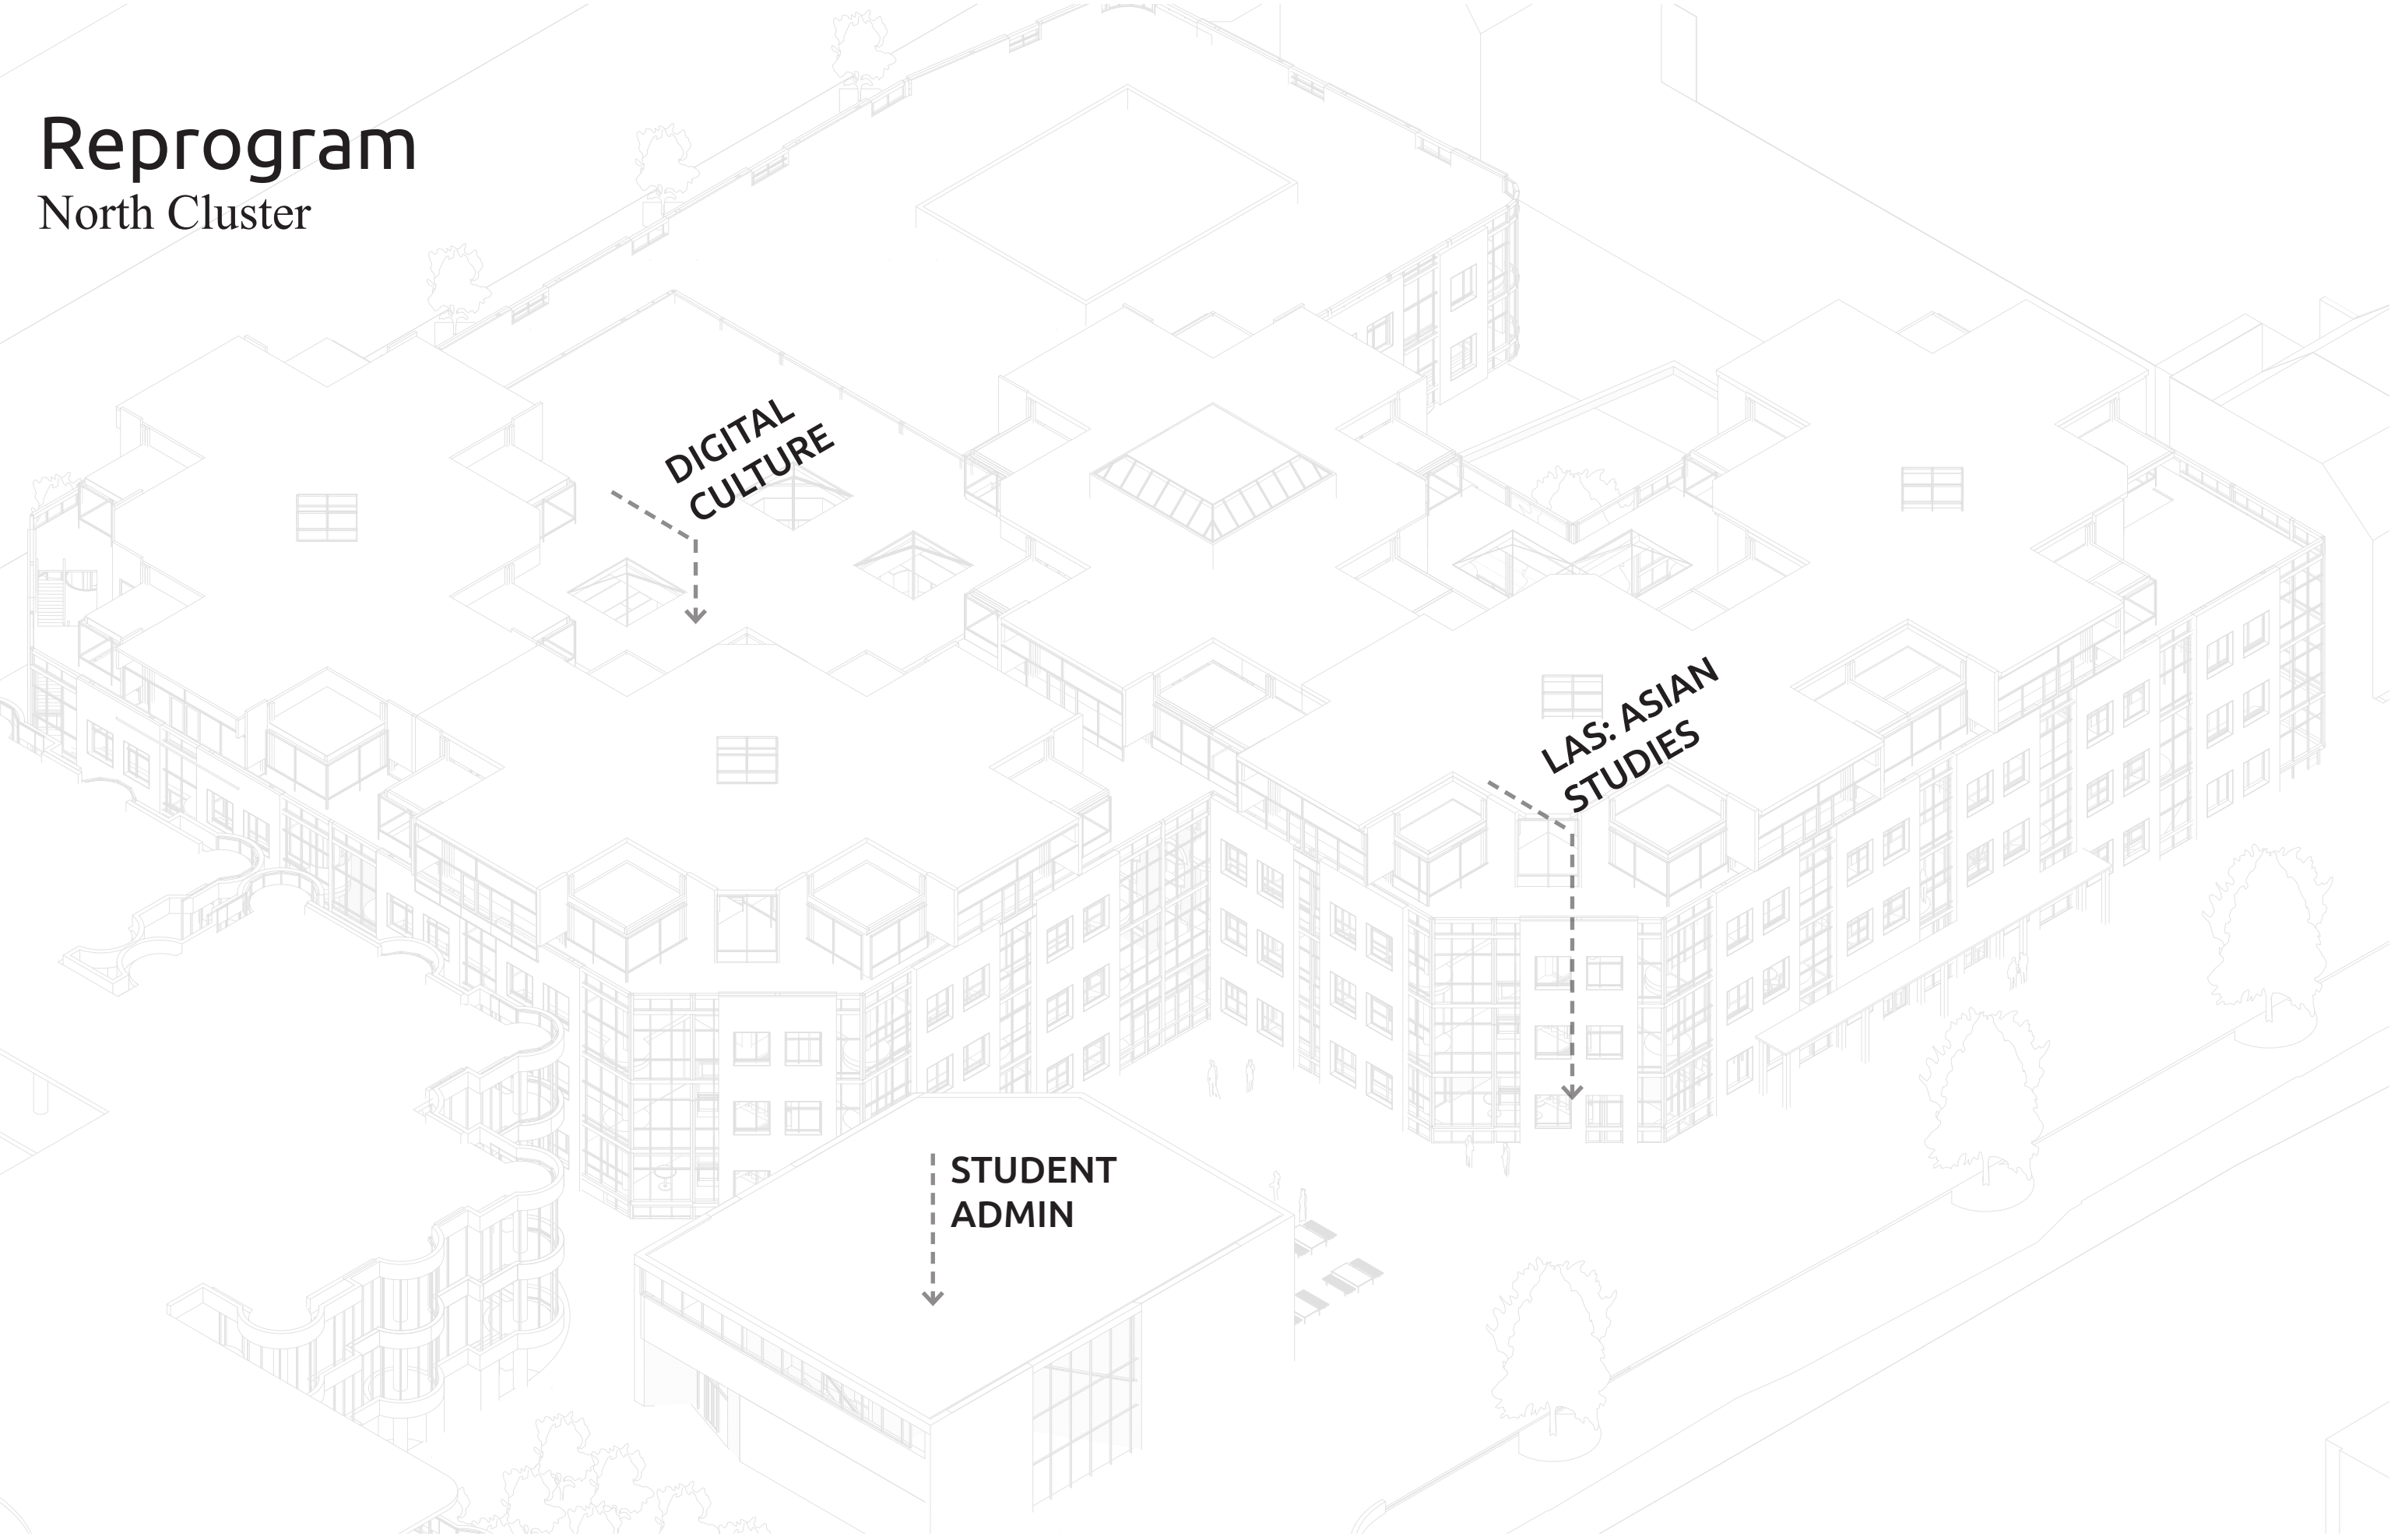 Reprogram
North Cluster
DIGITAL
CULTURE
LAS: ASIAN
STUDIES
STUDENT
ADMIN